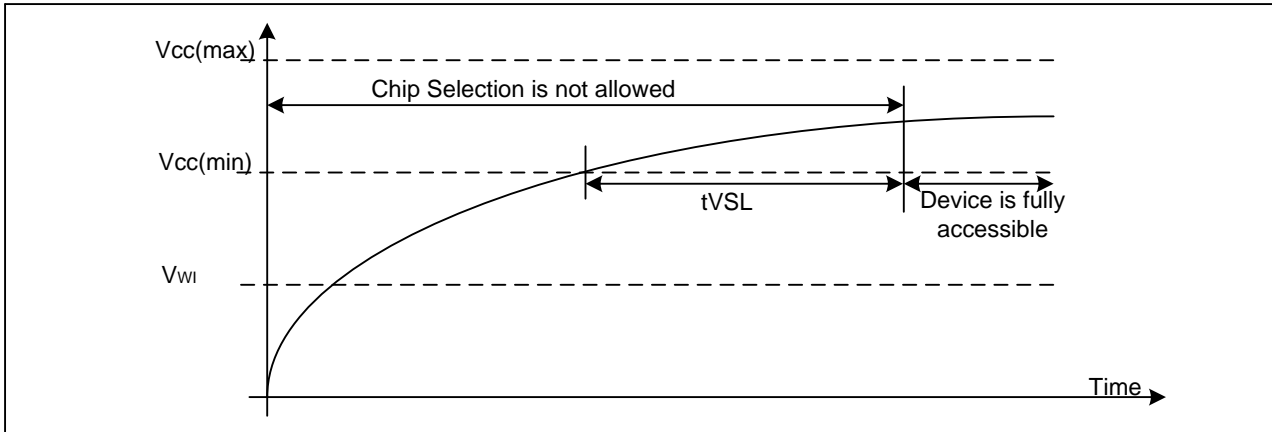 Vcc(max)
Chip Selection is not allowed
Vcc(min)
tVSL
Device is fully
accessible
VWI
Time